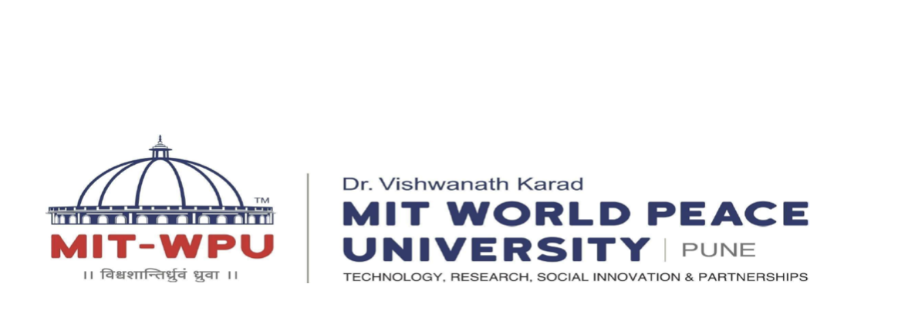 TM
MIT-WPU
।। विश्वशान्तिर्ध्रुवं ध्रुवा ।।
Dr. Vishwanath Karad
MIT WORLD PEACE
UNIVERSITY | PUNE
TECHNOLOGY, RESEARCH, SOCIAL INNOVATION & PARTNERSHIPS